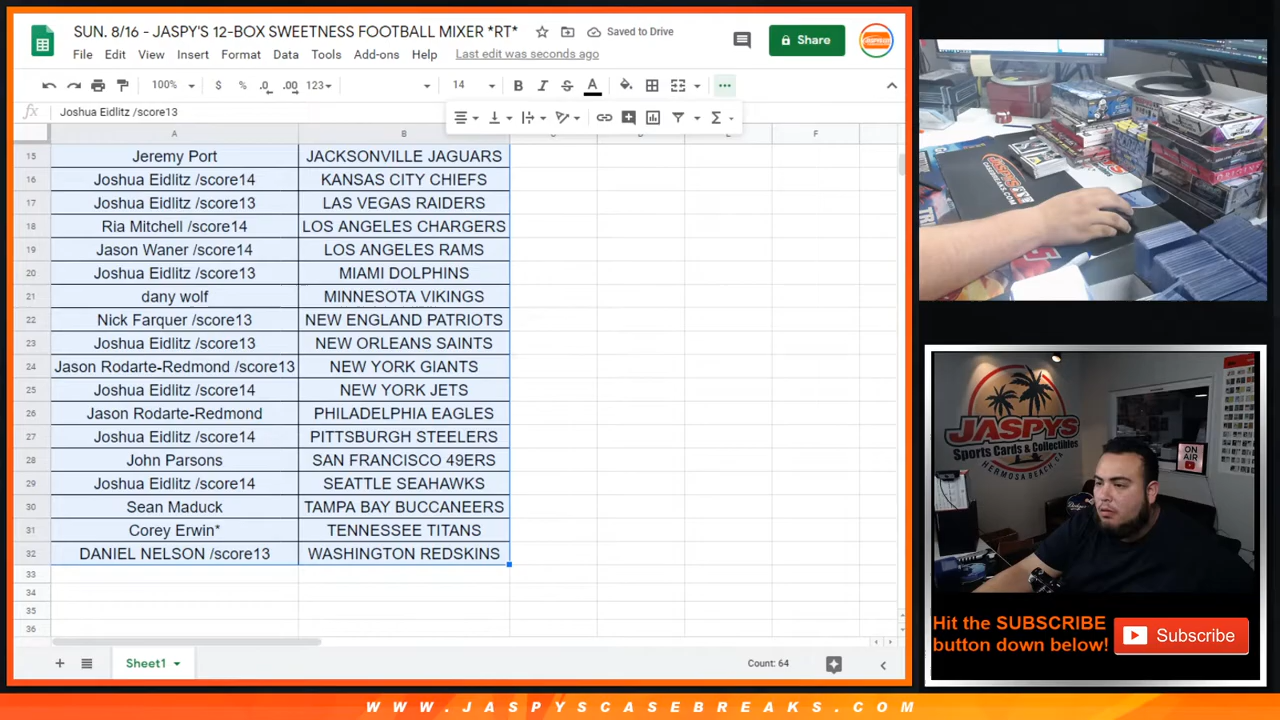 SUN. 8/16 - JASPY'S 12-BOX SWEETNESS FOOTBALL MIXER *RT*
Saved to Drive
File Edit View Insert Format Data Tools Add-ons Help Last edit was seconds ago
Share
100% $ % .0 .00 123 14 B I S A
fx Joshua Eidlitz /score13
A B F
15 Jeremy Port JACKSONVILLE JAGUARS
16 Joshua Eidlitz /score14 KANSAS CITY CHIEFS
17 Joshua Eidlitz /score13 LAS VEGAS RAIDERS
18 Ria Mitchell /score14 LOS ANGELES CHARGERS
19 Jason Waner /score14 LOS ANGELES RAMS
20 Joshua Eidlitz /score13 MIAMI DOLPHINS
21 dany wolf MINNESOTA VIKINGS
22 Nick Farquer /score13 NEW ENGLAND PATRIOTS
23 Joshua Eidlitz /score13 NEW ORLEANS SAINTS
24 Jason Rodarte-Redmond /score13 NEW YORK GIANTS
25 Joshua Eidlitz /score14 NEW YORK JETS
26 Jason Rodarte-Redmond PHILADELPHIA EAGLES
27 Joshua Eidlitz /score14 PITTSBURGH STEELERS
28 John Parsons SAN FRANCISCO 49ERS
29 Joshua Eidlitz /score14 SEATTLE SEAHAWKS
30 Sean Maduck TAMPA BAY BUCCANEERS
31 Corey Erwin* TENNESSEE TITANS
32 DANIEL NELSON /score13 WASHINGTON REDSKINS
33
34
35
36
Sheet1
Count: 64
JASPYS
Sports Cards & Collectibles
HERMOSA BEACH, CA
ON
AIR
Hit the SUBSCRIBE
button down below!
Subscribe
WWW.JASPYSCASEBREAKS.COM